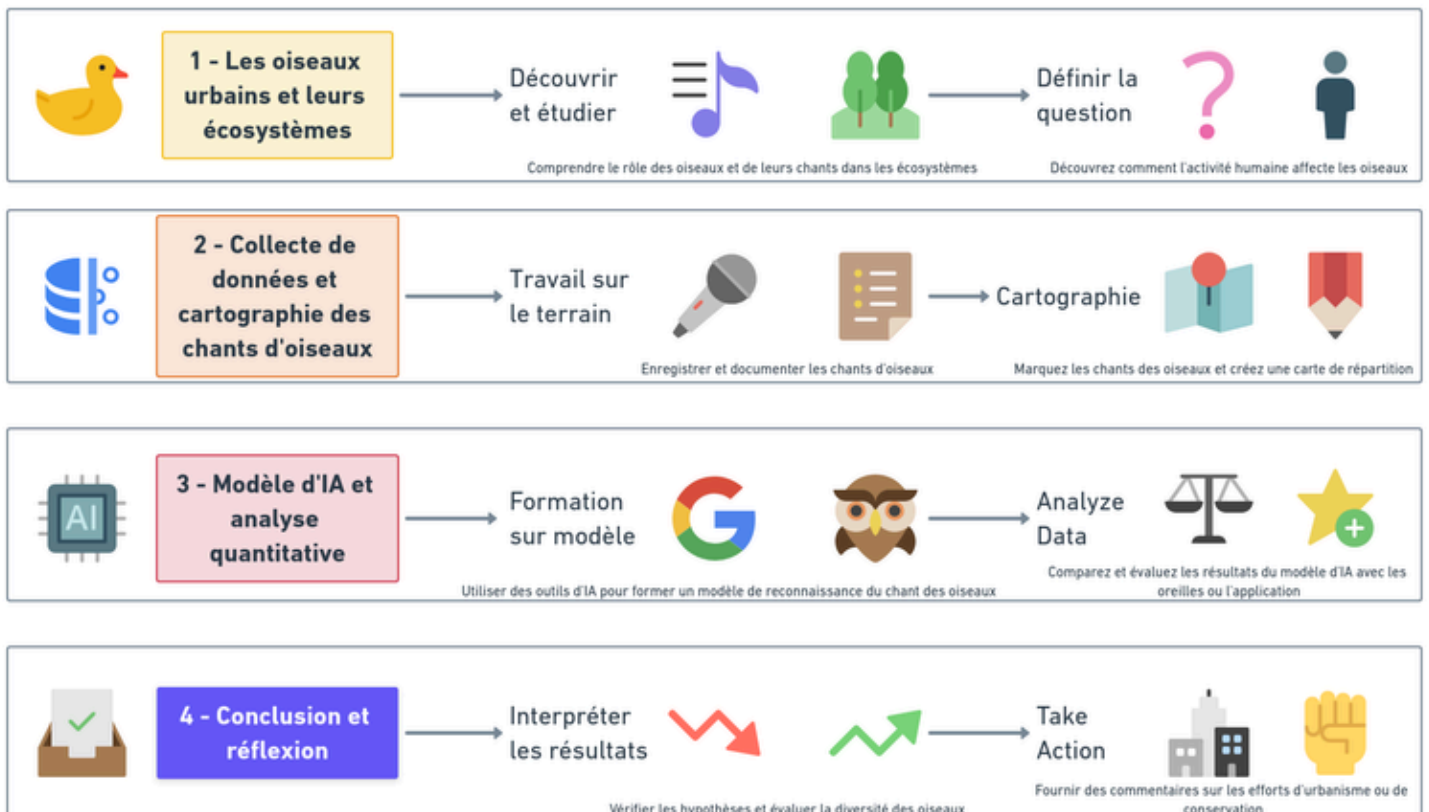 1 - Les oiseaux
urbains et leurs
écosystèmes
Découvrir
et étudier
Comprendre le rôle des oiseaux et de leurs chants dans les écosystèmes
Définir la
question
Découvrez comment l'activité humaine affecte les oiseaux
2 - Collecte de
données et
cartographie des
chants d'oiseaux
Travail sur
le terrain
Enregistrer et documenter les chants d'oiseaux
Cartographie
Marquez les chants des oiseaux et créez une carte de répartition
AI
3 - Modèle d'IA et
analyse
quantitative
Formation
sur modèle
Utiliser des outils d'IA pour former un modèle de reconnaissance du chant des oiseaux
Analyze
Data
Comparez et évaluez les résultats du modèle d'IA avec les
oreilles ou l'application
4 - Conclusion et
réflexion
Interpréter
les résultats
Vérifier les hypothèses et évaluer la diversité des oiseaux
Take
Action
Fournir des commentaires sur les efforts d'urbanisme ou de
conservation